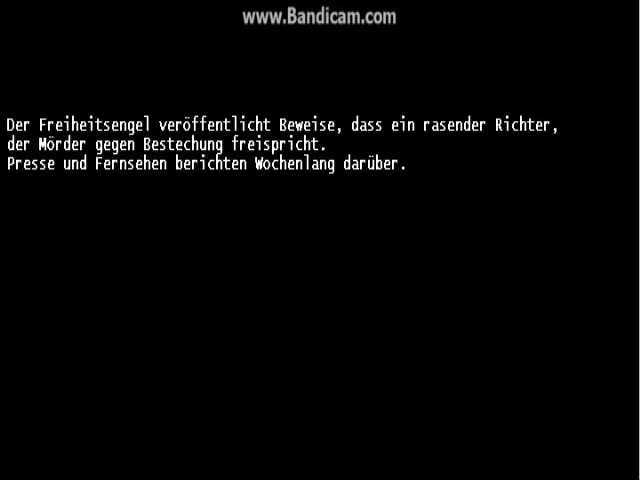 www.Bandicam.com
Der Freiheitsengel veröffentlicht Beweise, dass ein rasender Richter,
der Mörder gegen Bestechung freispricht.
Presse und Fernsehen berichten Wochenlang darüber.